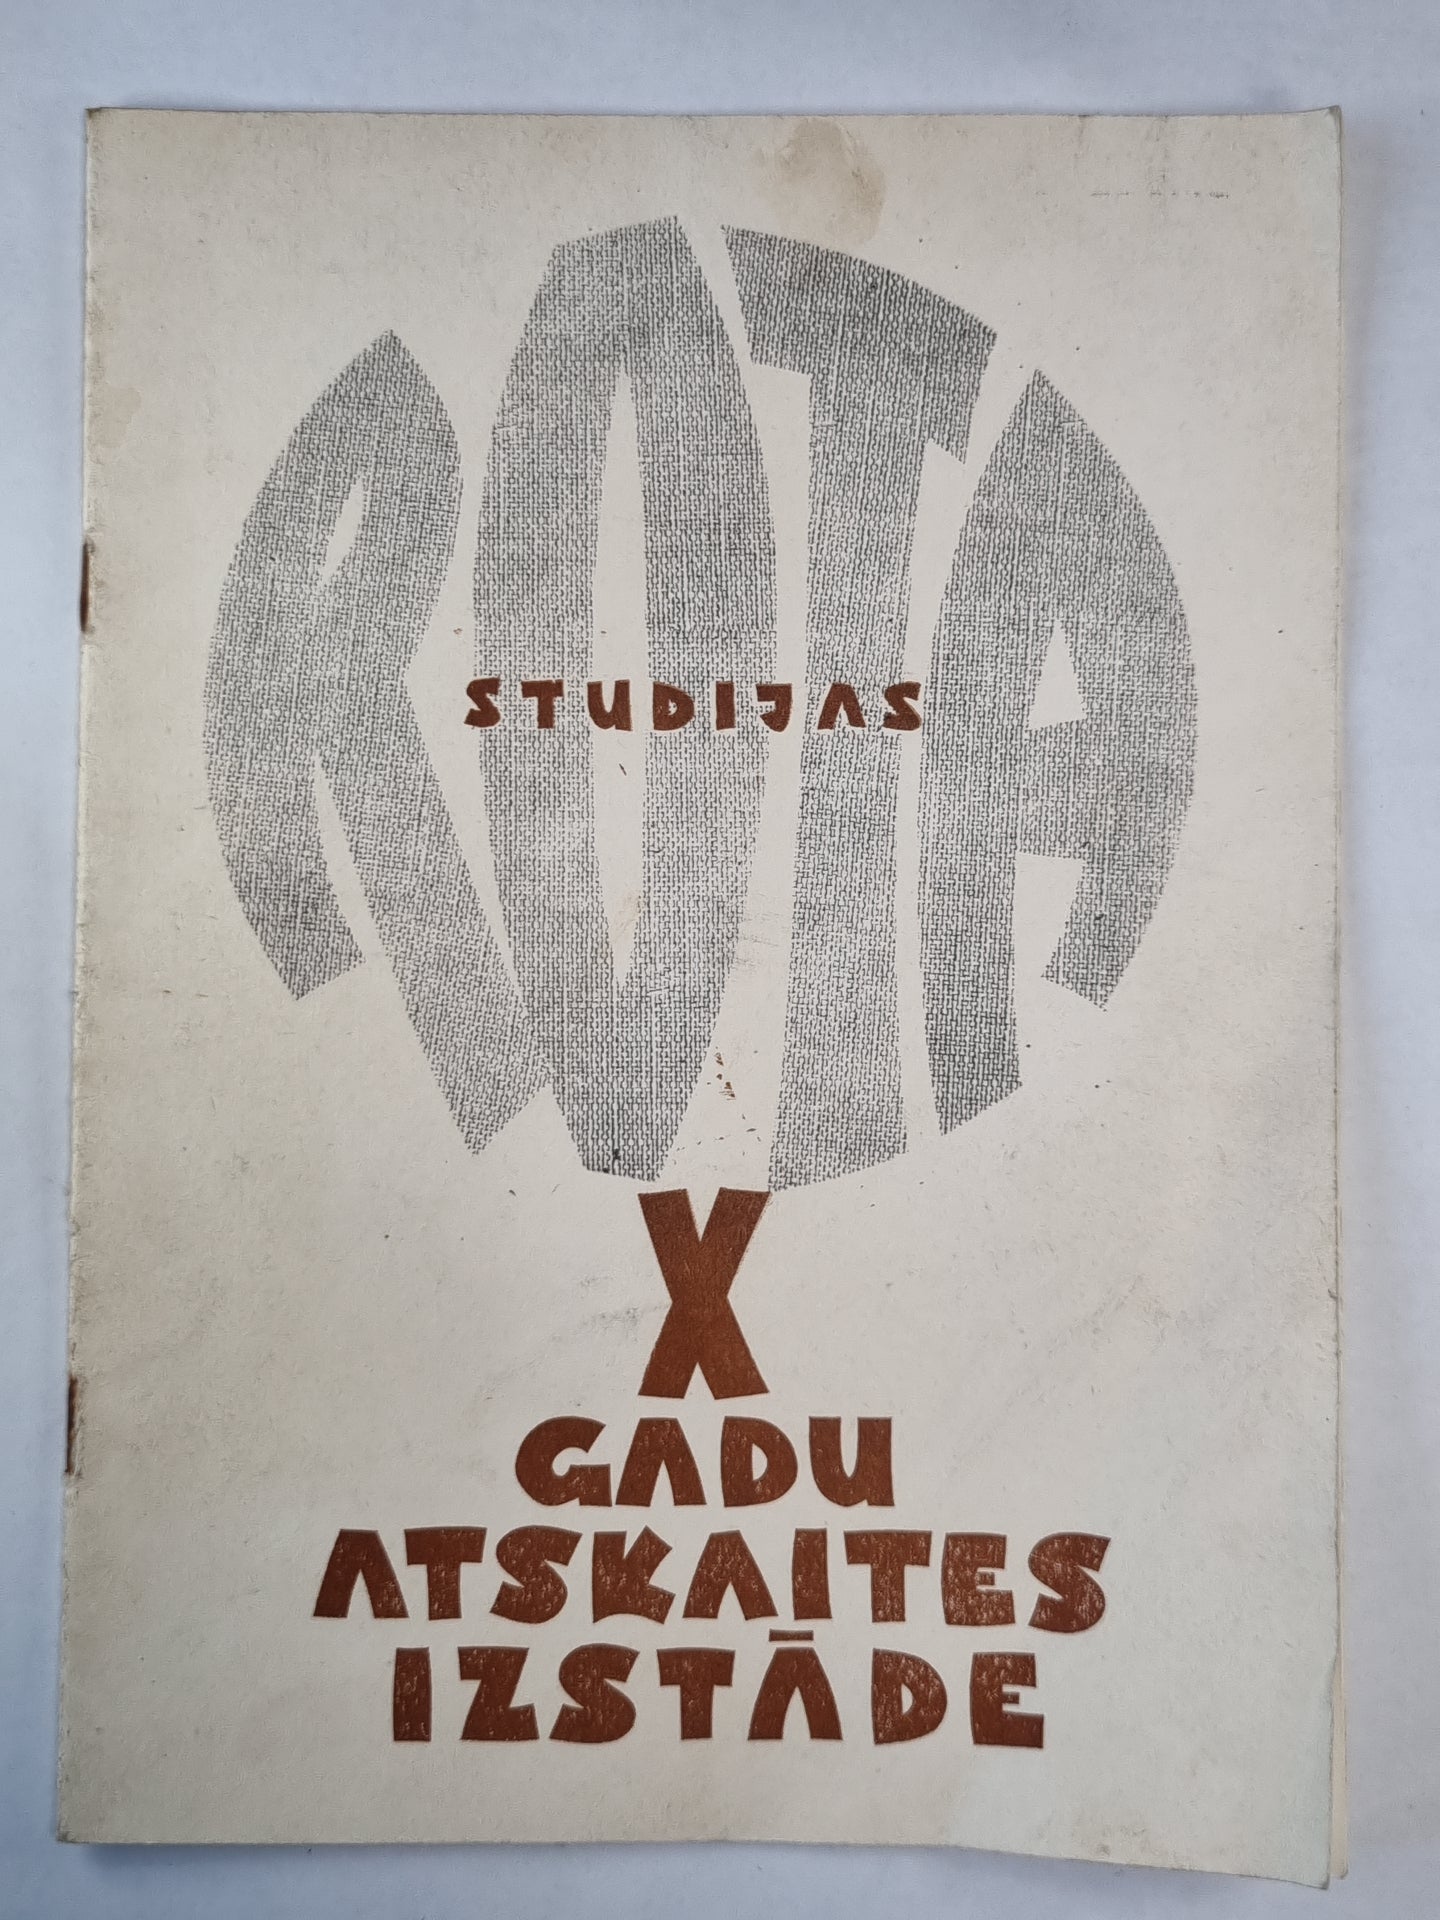 ROTA
STUDIJAS
X
GADU
ATSKAITES
IZSTĀDE